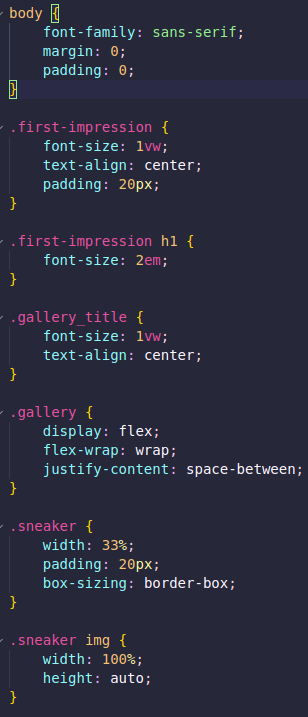 body {
    font-family: sans-serif;
    margin: 0;
    padding: 0;
}
.first-impression {
    font-size: 1vw;
    text-align: center;
    padding: 20px;
}
.first-impression h1 {
    font-size: 2em;
}
.gallery_title {
    font-size: 1vw;
    text-align: center;
}
.gallery {
    display: flex;
    flex-wrap: wrap;
    justify-content: space-between;
}
.sneaker {
    width: 33%;
    padding: 20px;
    box-sizing: border-box;
}
.sneaker img {
    width: 100%;
    height: auto;
}